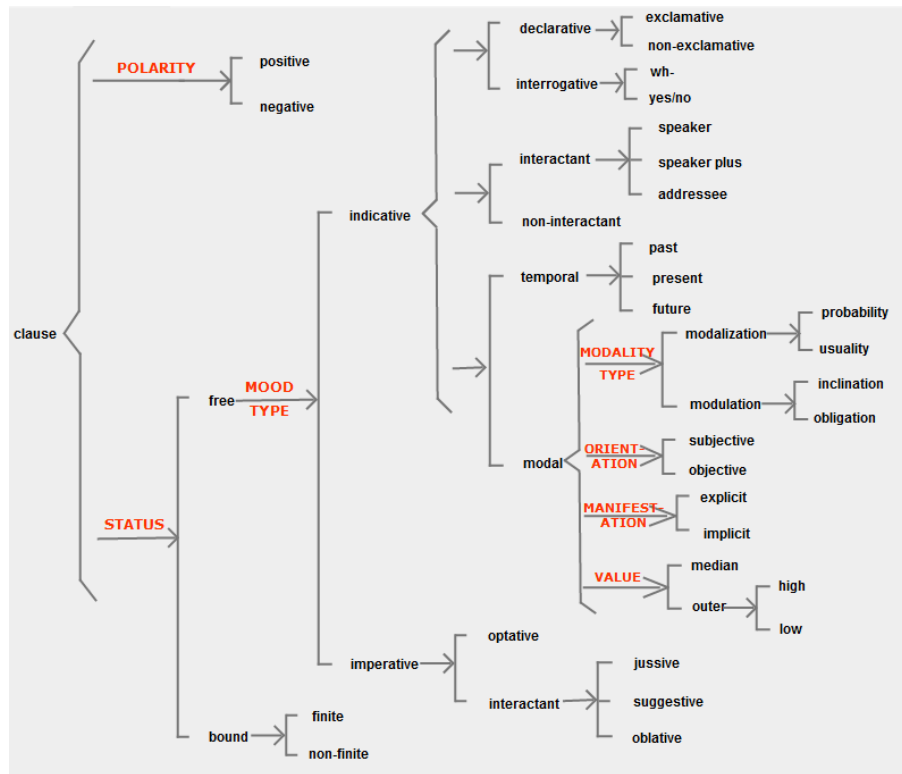 exclamative
declarative
non-exclamative
POLARITY
positive
negative
interrogative
wh-
yes/no
speaker
interactant
speaker plus
addressee
indicative
non-interactant
past
temporal
present
future
clause
probability
modalization
usuality
MODALITY
TYPE
inclination
free
MOOD
TYPE
modulation
obligation
subjective
modal
ORIENT-
ATION
objective
explicit
MANIFEST-
ATION
implicit
STATUS
median
VALUE
high
outer
low
optative
imperative
jussive
interactant
suggestive
oblative
finite
bound
non-finite